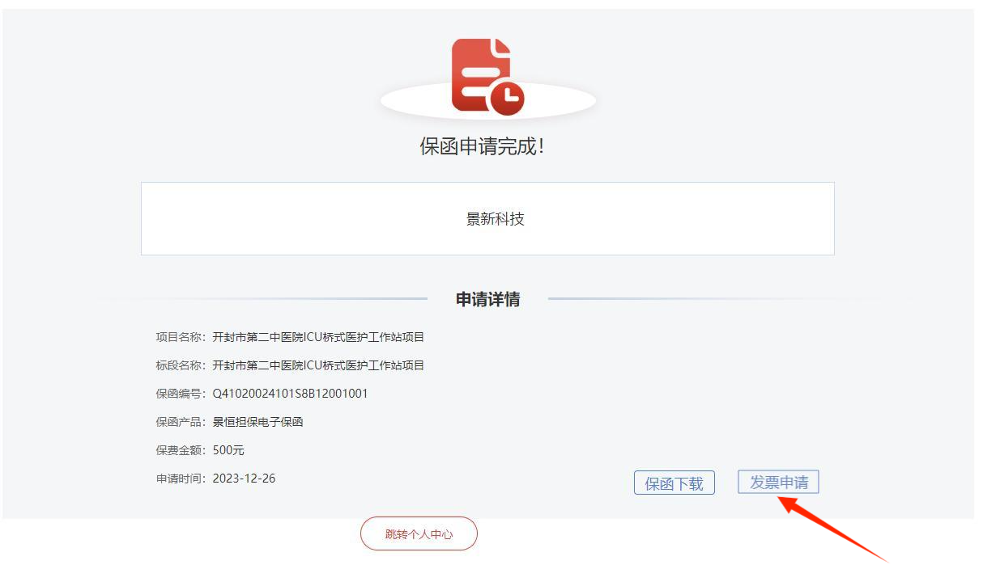 保函申请完成！
景新科技
申请详情
项目名称：开封市第二中医院ICU桥式医护工作站项目
标段名称：开封市第二中医院ICU桥式医护工作站项目
保函编号：Q41020024101S8B12001001
保函产品：景恒担保电子保函
保费金额：500元
申请时间：2023-12-26
保函下载 发票申请
跳转个人中心